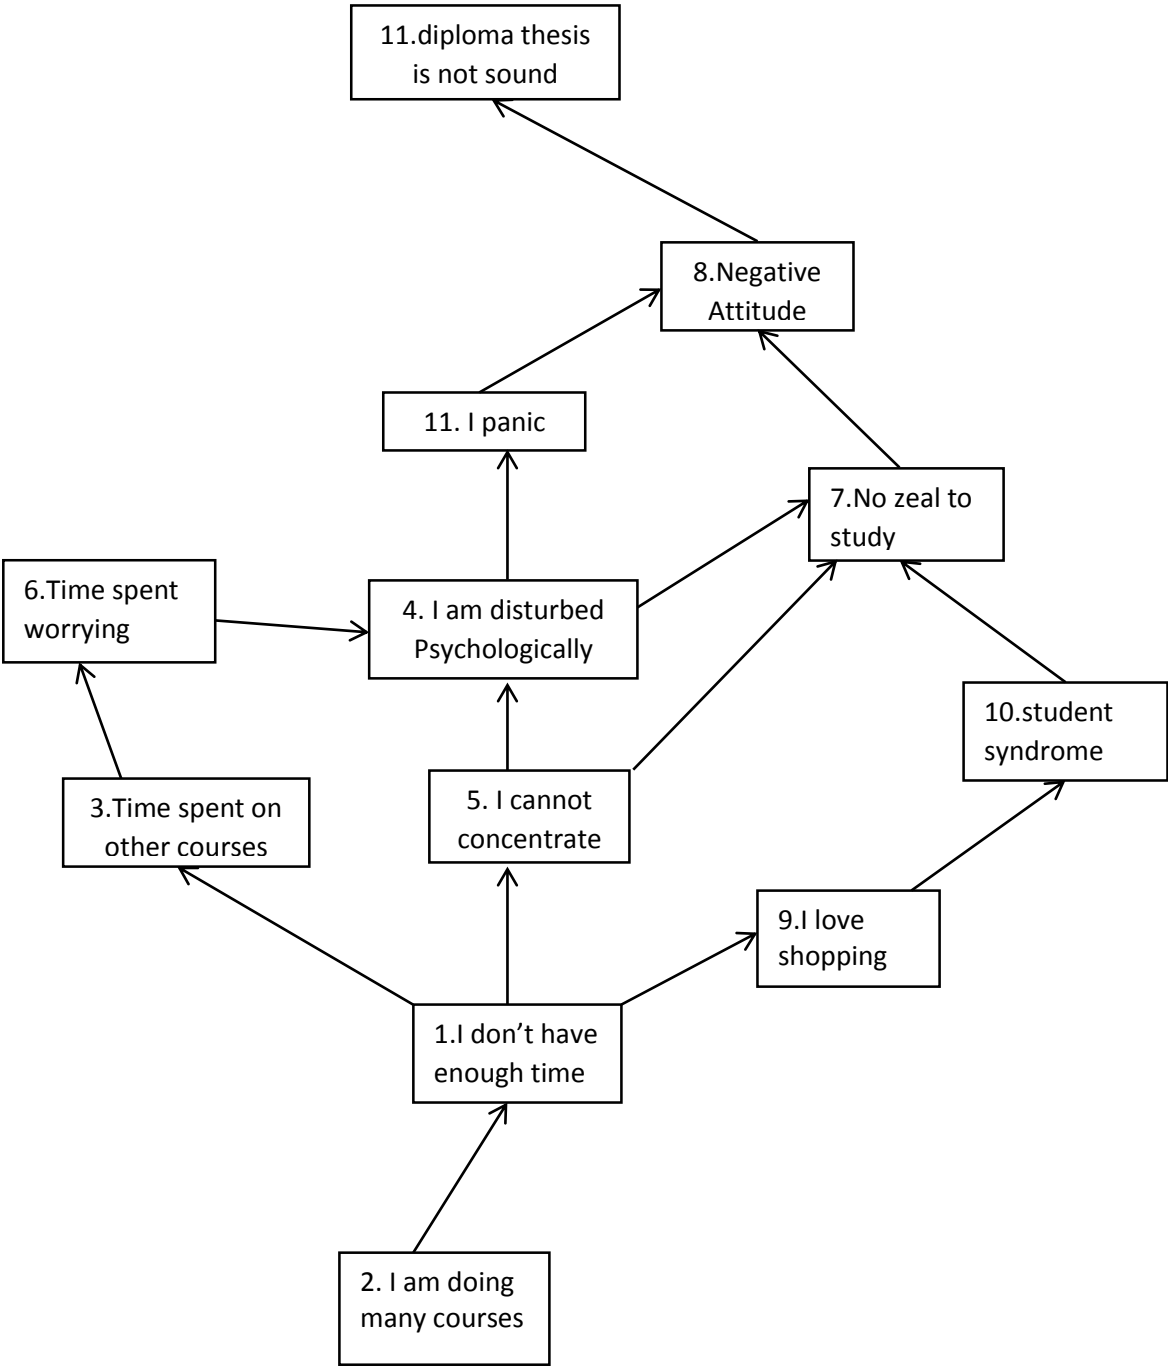 11.diploma thesis
is not sound
8.Negative
Attitude
11. I panic
7.No zeal to
study
6.Time spent
worrying
4. I am disturbed
Psychologically
10.student
syndrome
3.Time spent on
other courses
5. I cannot
concentrate
9.I love
shopping
1.I don’t have
enough time
2. I am doing
many courses